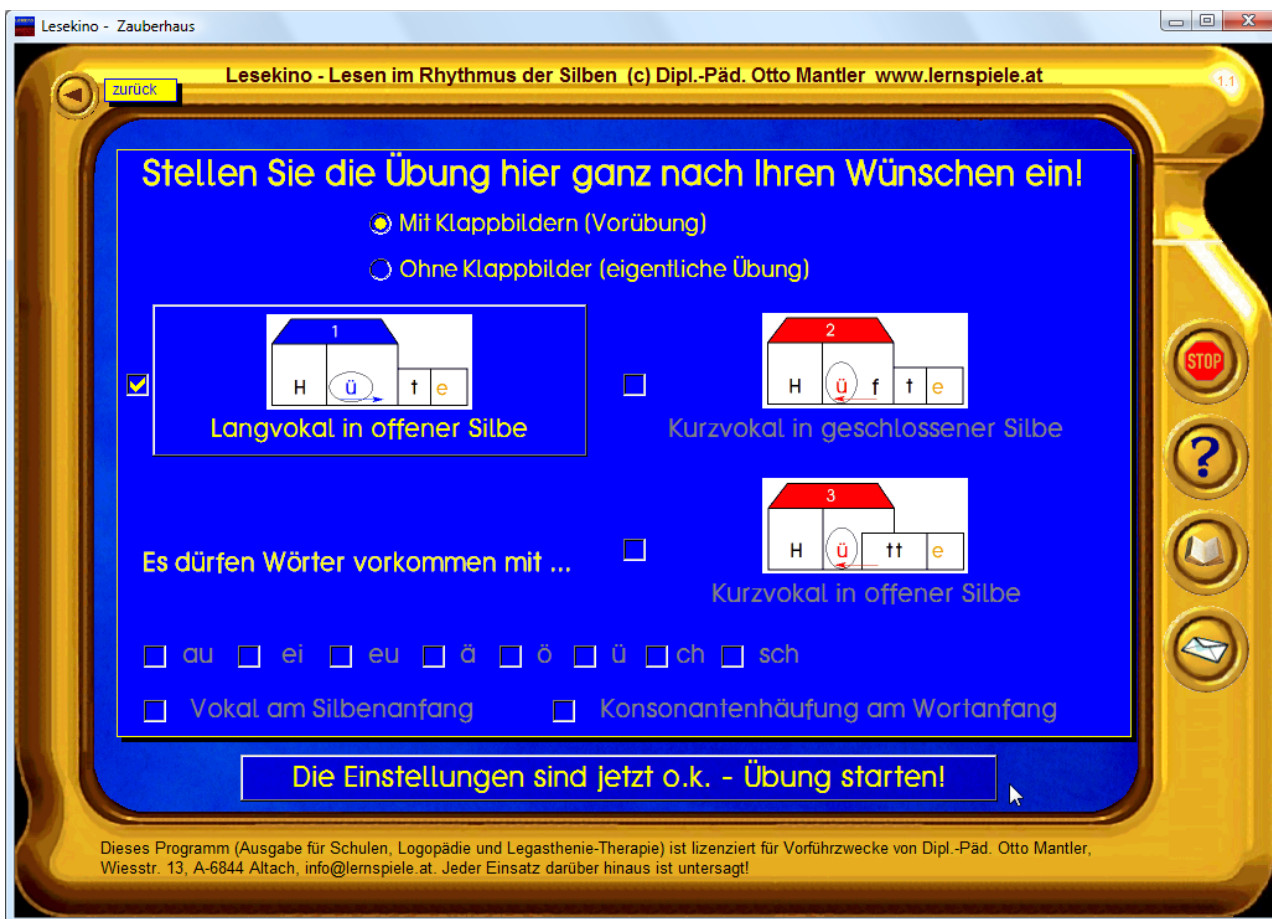 Lesekino - Zauberhaus
Lesekino - Lesen im Rhythmus der Silben (c) Dipl.-Päd. Otto Mantler www.lernspiele.at
1.1
zurück
Stellen Sie die Übung hier ganz nach Ihren Wünschen ein!
Mit Klappbildern (Vorübung)
Ohne Klappbilder (eigentliche Übung)
1
H ü t e
Langvokal in offener Silbe
2
H ü f t e
Kurzvokal in geschlossener Silbe
3
H ü tt e
Kurzvokal in offener Silbe
Es dürfen Wörter vorkommen mit ...
au ei eu ä ö ü ch sch
Vokal am Silbenanfang Konsonantenhäufung am Wortanfang
Die Einstellungen sind jetzt o.k. - Übung starten!
STOP
?
Dieses Programm (Ausgabe für Schulen, Logopädie und Legasthenie-Therapie) ist lizenziert für Vorführzwecke von Dipl.-Päd. Otto Mantler,
Wiesstr. 13, A-6844 Altach, info@lernspiele.at. Jeder Einsatz darüber hinaus ist untersagt!